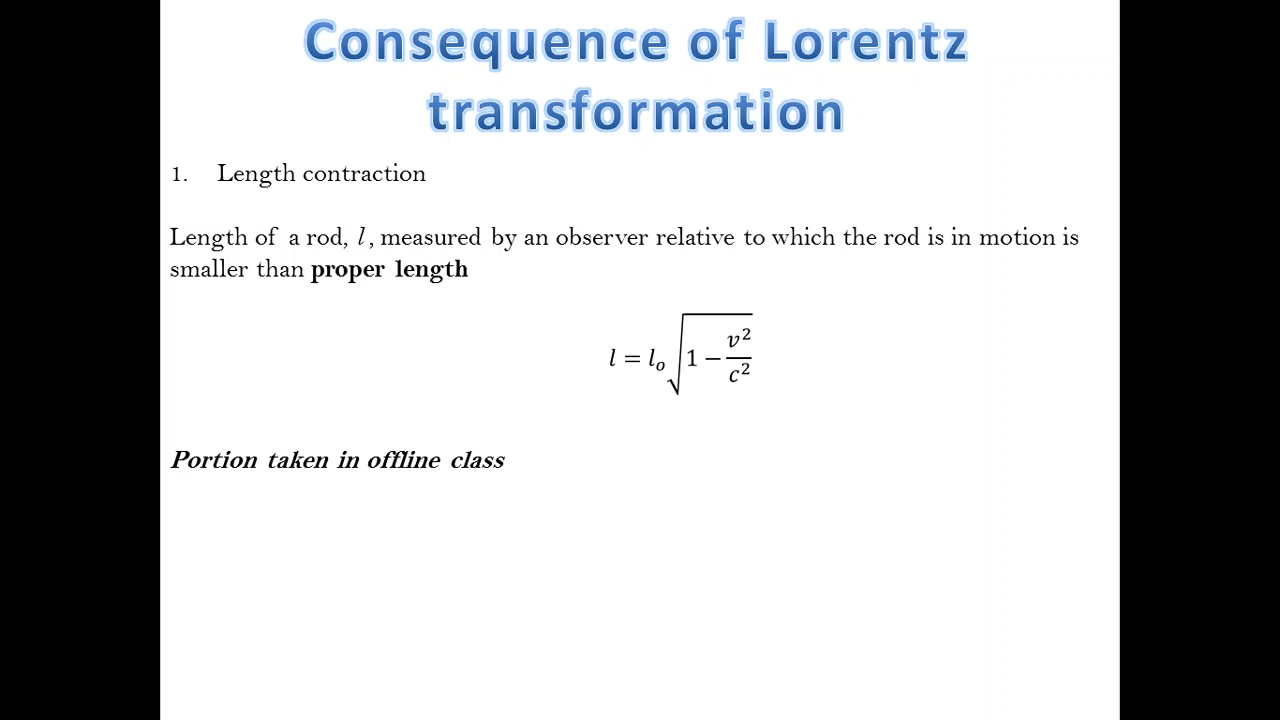 Consequence of Lorentz
transformation
1. Length contraction
Length of a rod, l, measured by an observer relative to which the rod is in motion is
smaller than proper length
l = l₀ √(1 − v²/c²)
Portion taken in offline class